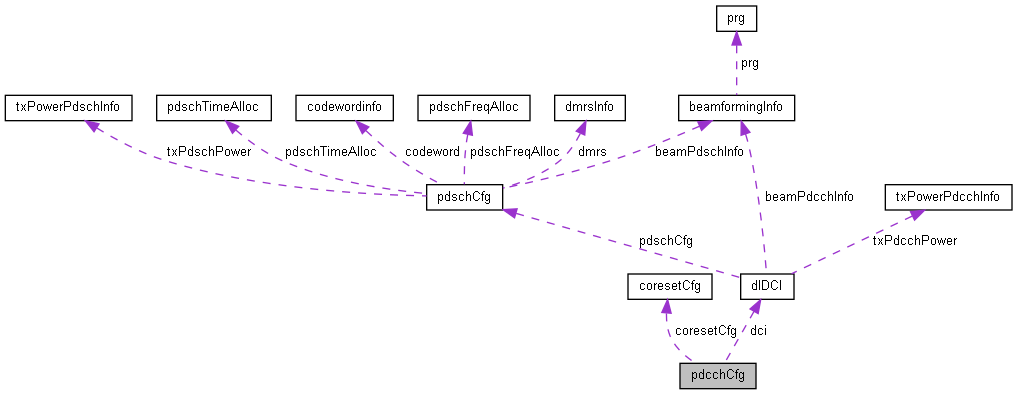 prg
prg
txPowerPdschInfo
pdschTimeAlloc
codewordinfo
pdschFreqAlloc
dmrsInfo
beamformingInfo
txPdschPower
pdschTimeAlloc
codeword
pdschFreqAlloc
dmrs
beamPdschInfo
pdschCfg
beamPdcchInfo
txPowerPdcchInfo
pdschCfg
txPdcchPower
coresetCfg
dlDCI
coresetCfg
dci
pdcchCfg